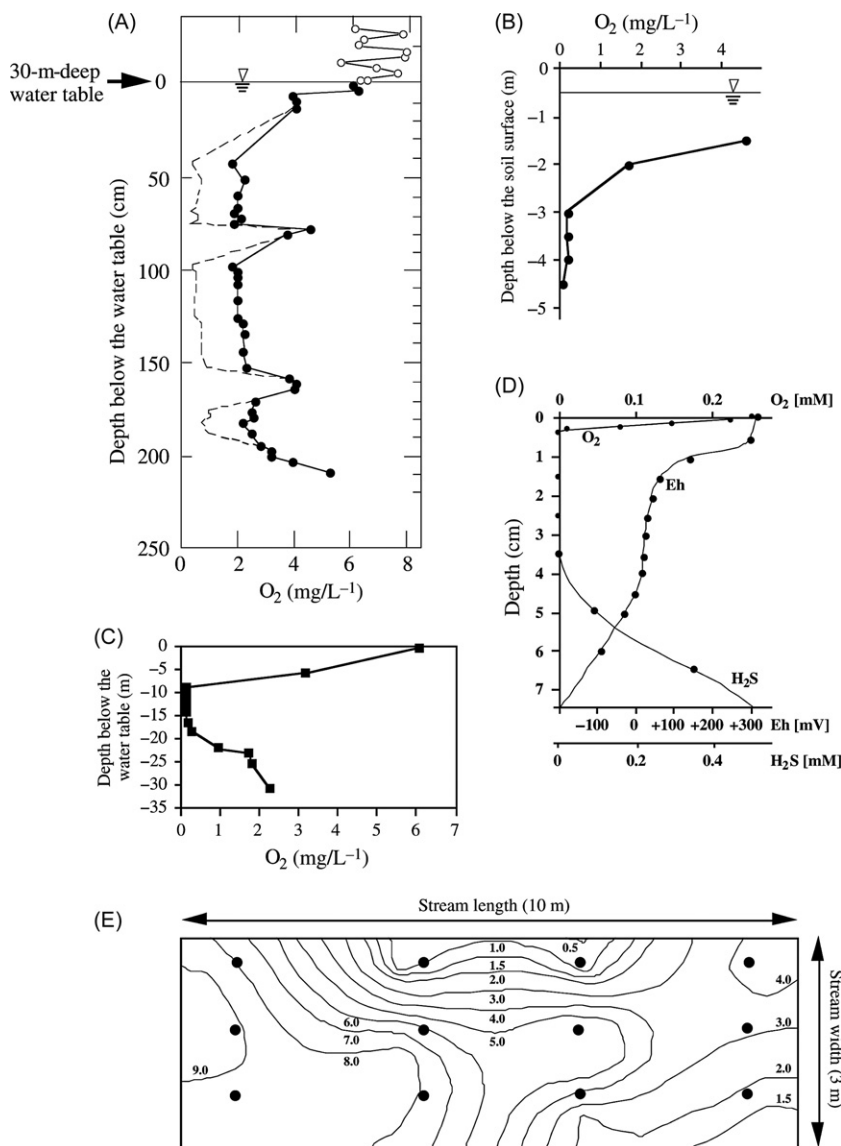 (A)
30-m-deep
water table
0
50
100
150
200
250
Depth below the water table (cm)
0 2 4 6 8
O₂ (mg/L⁻¹)
(B)
O₂ (mg/L⁻¹)
0 1 2 3 4
0
−1
−2
−3
−4
−5
Depth below the soil surface (m)
(C)
0
−5
−10
−15
−20
−25
−30
−35
Depth below the
water table (m)
0 1 2 3 4 5 6 7
O₂ (mg/L⁻¹)
(D)
0 0.1 0.2 O₂ [mM]
0
1
2
3
4
5
6
7
Depth (cm)
O₂
Eh
H₂S
−100 0 +100 +200 +300 Eh [mV]
0 0.2 0.4 H₂S [mM]
(E)
Stream length (10 m)
Stream width (3 m)
1.0 0.5
1.5
2.0 4.0
3.0
4.0
6.0 5.0 3.0
7.0
8.0
9.0 2.0
1.5